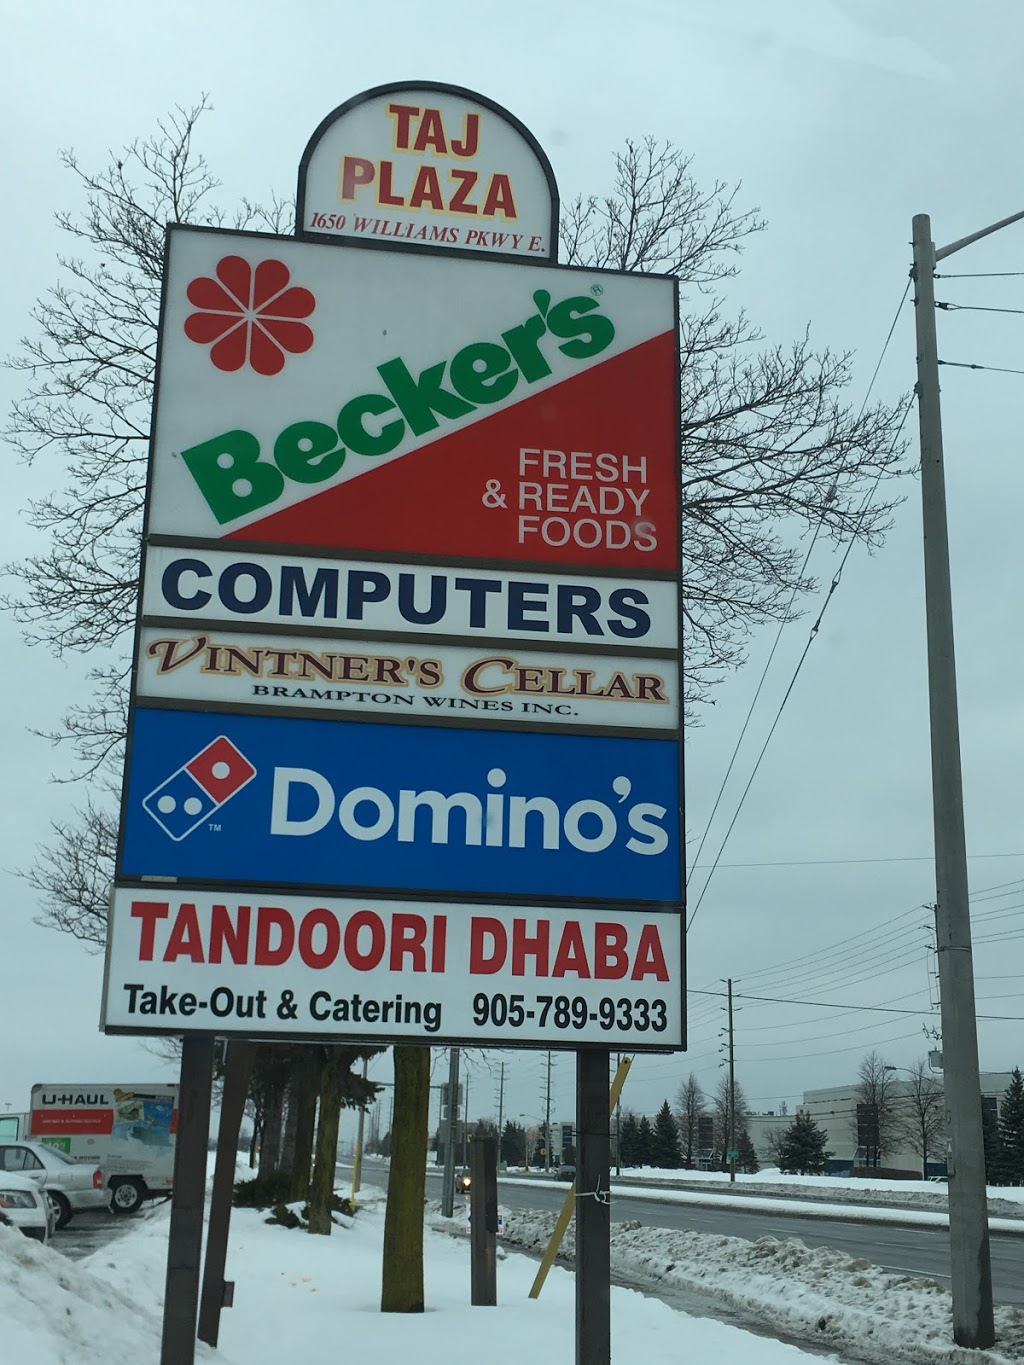 TAJ
PLAZA
1650 WILLIAMS PKWY E.
Becker's®
FRESH
& READY
FOODS
COMPUTERS
VINTNER'S CELLAR
BRAMPTON WINES INC.
Domino's
TM
TANDOORI DHABA
Take-Out & Catering 905-789-9333
U-HAUL